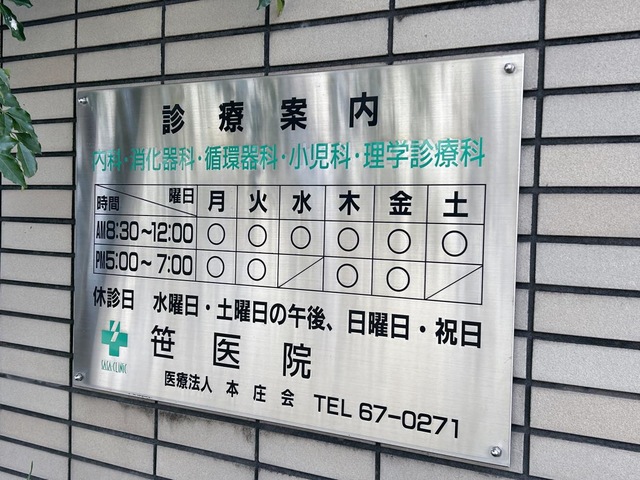 診療案内
内科・消化器科・循環器科・小児科・理学診療科
時間 曜日 月 火 水 木 金 土
AM8:30～12:00 ○ ○ ○ ○ ○ ○
PM5:00～7:00 ○ ○ ／ ○ ○ ／
休診日 水曜日・土曜日の午後、日曜日・祝日
笹医院
SASA CLINIC
医療法人 本庄会 TEL 67-0271